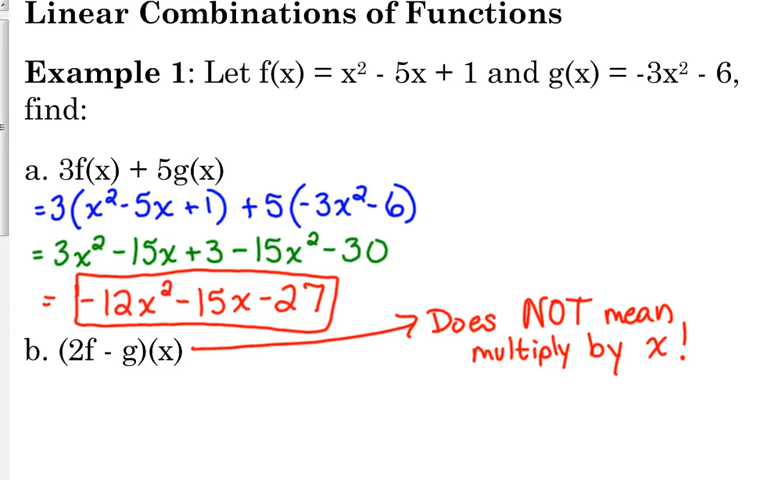 Linear Combinations of Functions
Example 1: Let f(x) = x² - 5x + 1 and g(x) = -3x² - 6,
find:
a. 3f(x) + 5g(x)
=3(x²-5x+1) +5(-3x²-6)
= 3x²-15x+3-15x²-30
= -12x²-15x-27
b. (2f - g)(x)
Does NOT mean
multiply by x!